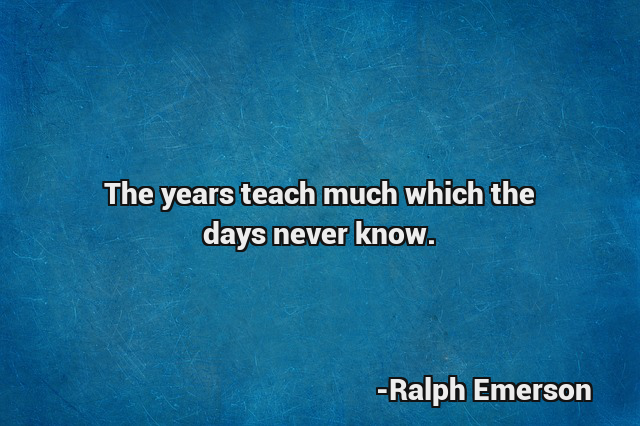 The years teach much which the
days never know.
-Ralph Emerson